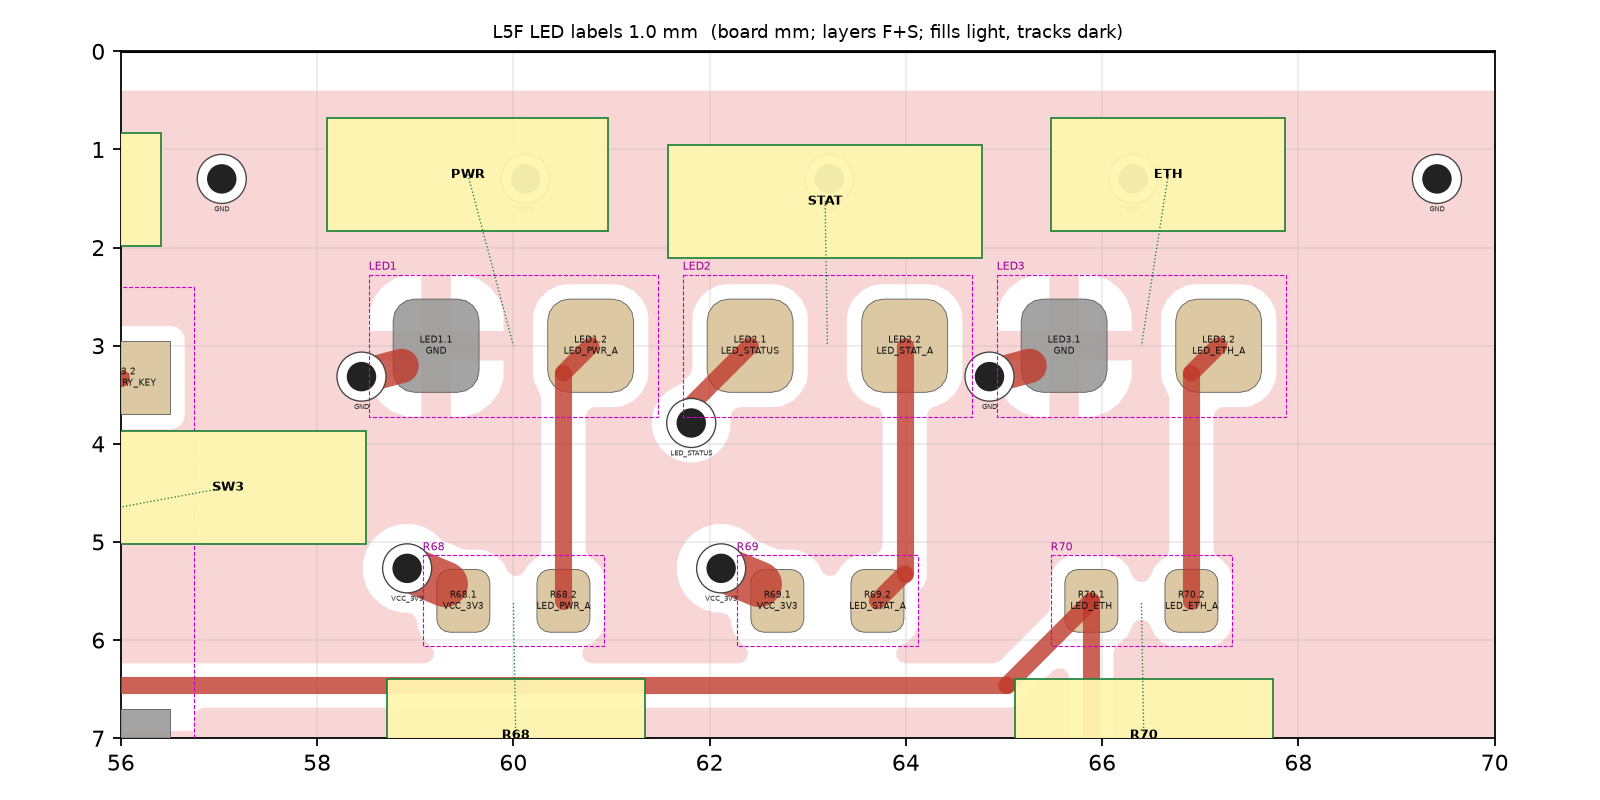 L5F LED labels 1.0 mm  (board mm; layers F+S; fills light, tracks dark)
0
1
PWR
ETH
GND
GND
STAT
2
LED1
LED2
LED3
3
LED1.1
GND
LED1.2
LED_PWR_A
LED2.1
LED_STATUS
LED2.2
LED_STAT_A
LED3.1
GND
LED3.2
LED_ETH_A
3.2
RY_KEY
GND
GND
4
LED_STATUS
SW3
5
R68
R69
R70
VCC_3V3
R68.1
VCC_3V3
R68.2
LED_PWR_A
VCC_3V3
R69.1
VCC_3V3
R69.2
LED_STAT_A
R70.1
LED_ETH
R70.2
LED_ETH_A
6
R68
R70
7
56
58
60
62
64
66
68
70